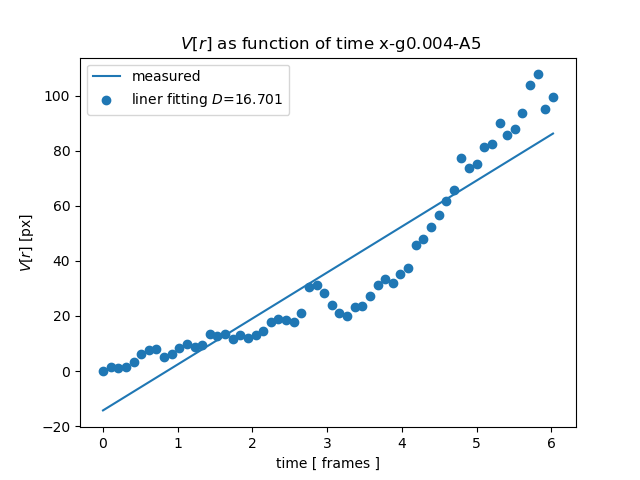 V[r] as function of time x-g0.004-A5
measured
liner fitting D=16.701
100
80
60
40
20
0
−20
V[r] [px]
0 1 2 3 4 5 6
time [ frames ]